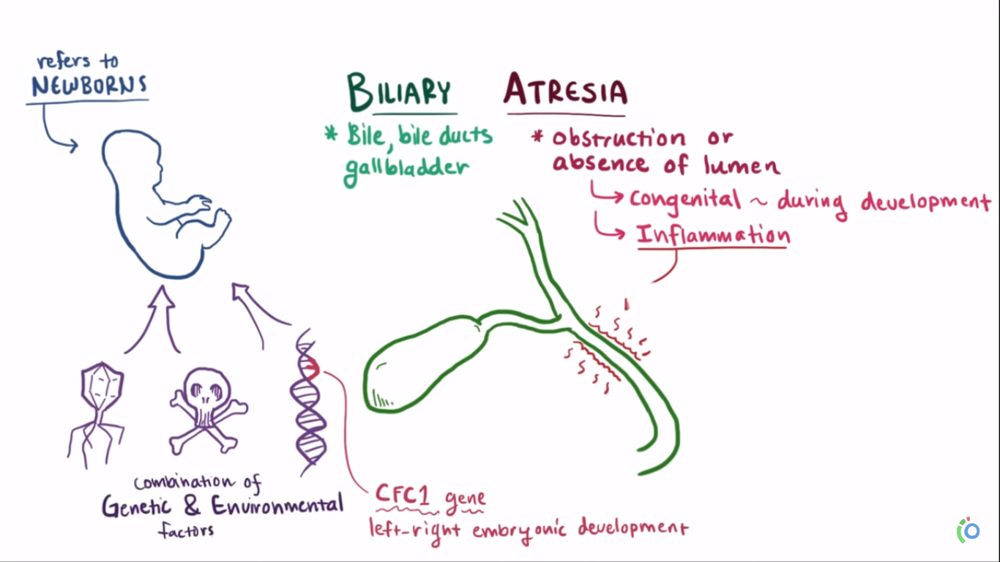 refers to
NEWBORNS
BILIARY ATRESIA
* Bile, bile ducts
gallbladder
* obstruction or
absence of lumen
congenital ~ during development
Inflammation
combination of
Genetic & Environmental
factors
CFC1 gene
left-right embryonic development